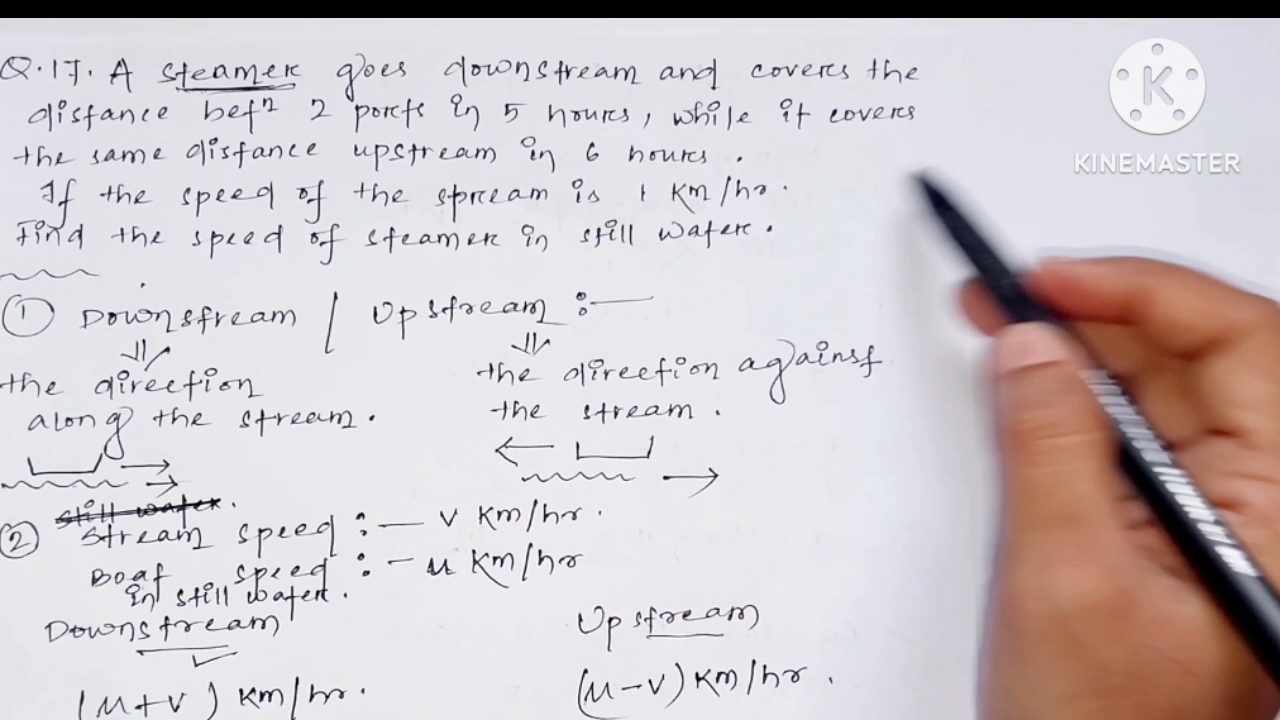 Q.17. A steamer goes downstream and covers the
distance betn 2 ports in 5 hours, while it covers
the same distance upstream in 6 hours.
If the speed of the spream is 1 Km/hr.
Find the speed of steamer in still water.
① Downstream / Upstream :—
the direction
along the stream.
the direction against
the stream.
still water.
② Stream speed :— v Km/hr.
Boat speed :— u Km/hr
in still water.
Downstream
Upstream
(u+v) Km/hr.
(u-v) Km/hr.
K
KINEMASTER